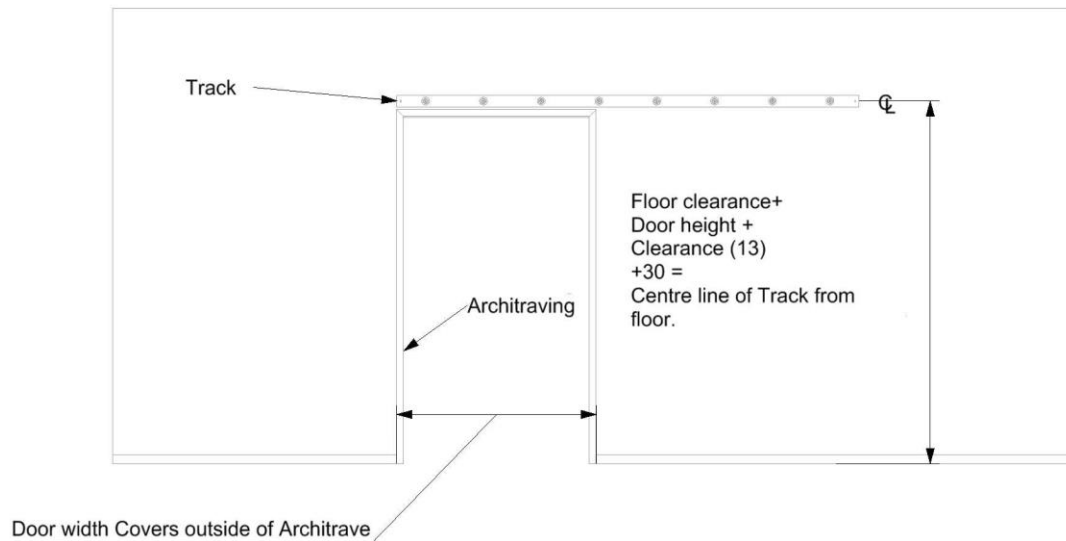 Track
℄
Floor clearance+
Door height +
Clearance (13)
+30 =
Centre line of Track from
floor.
Architraving
Door width Covers outside of Architrave